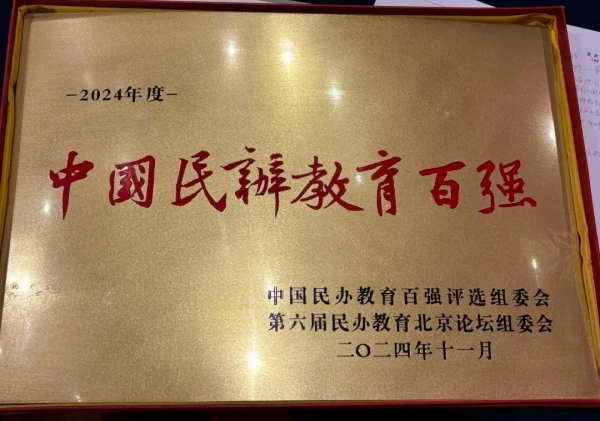 -2024年度-
中國民辦教育百强
中国民办教育百强评选组委会
第六届民办教育北京论坛组委会
二〇二四年十一月